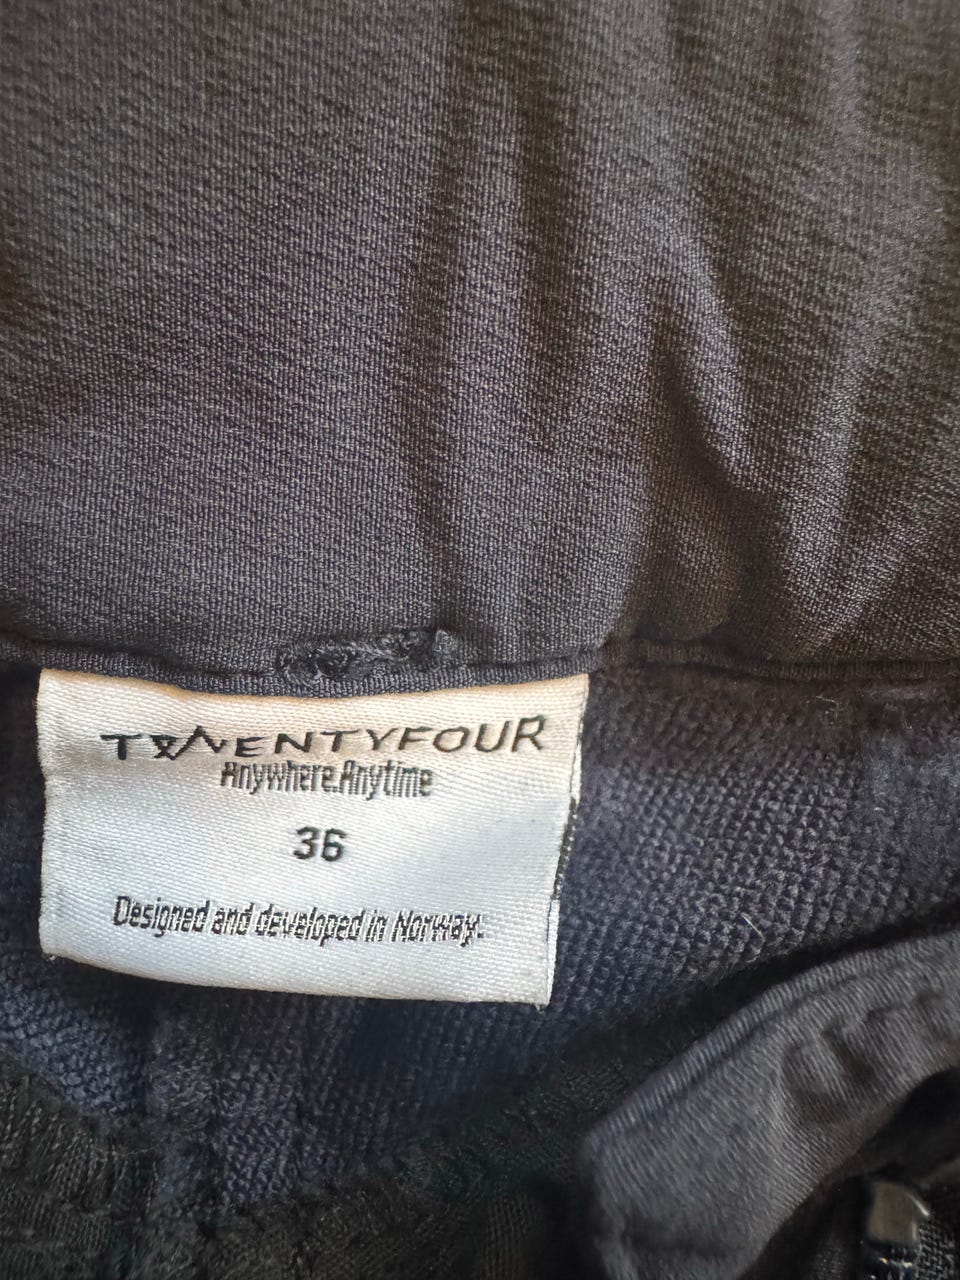 TWENTYFOUR
Anywhere.Anytime
36
Designed and developed in Norway.